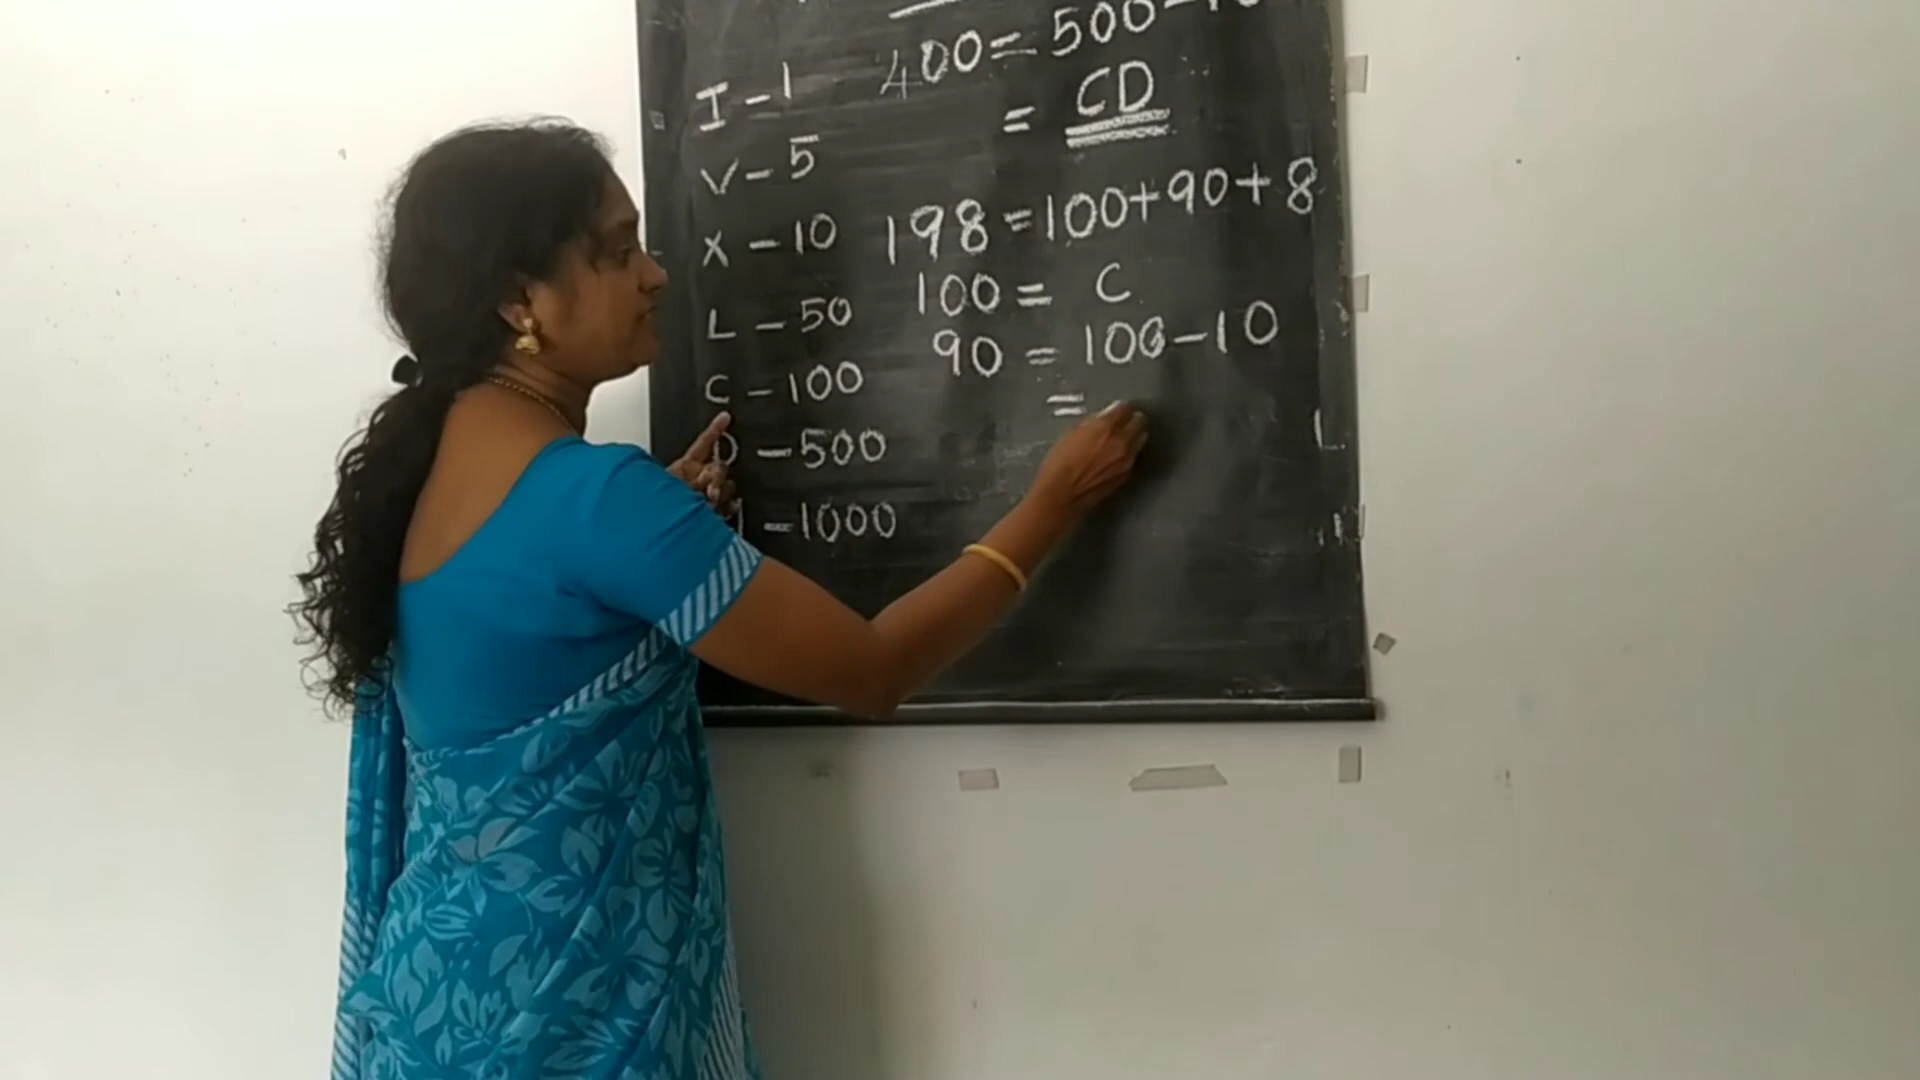 400 = 500 -
= CD
I - 1
V - 5
X - 10
L - 50
C - 100
D - 500
- 1000
198 = 100 + 90 + 8
100 = C
90 = 100 - 10
=